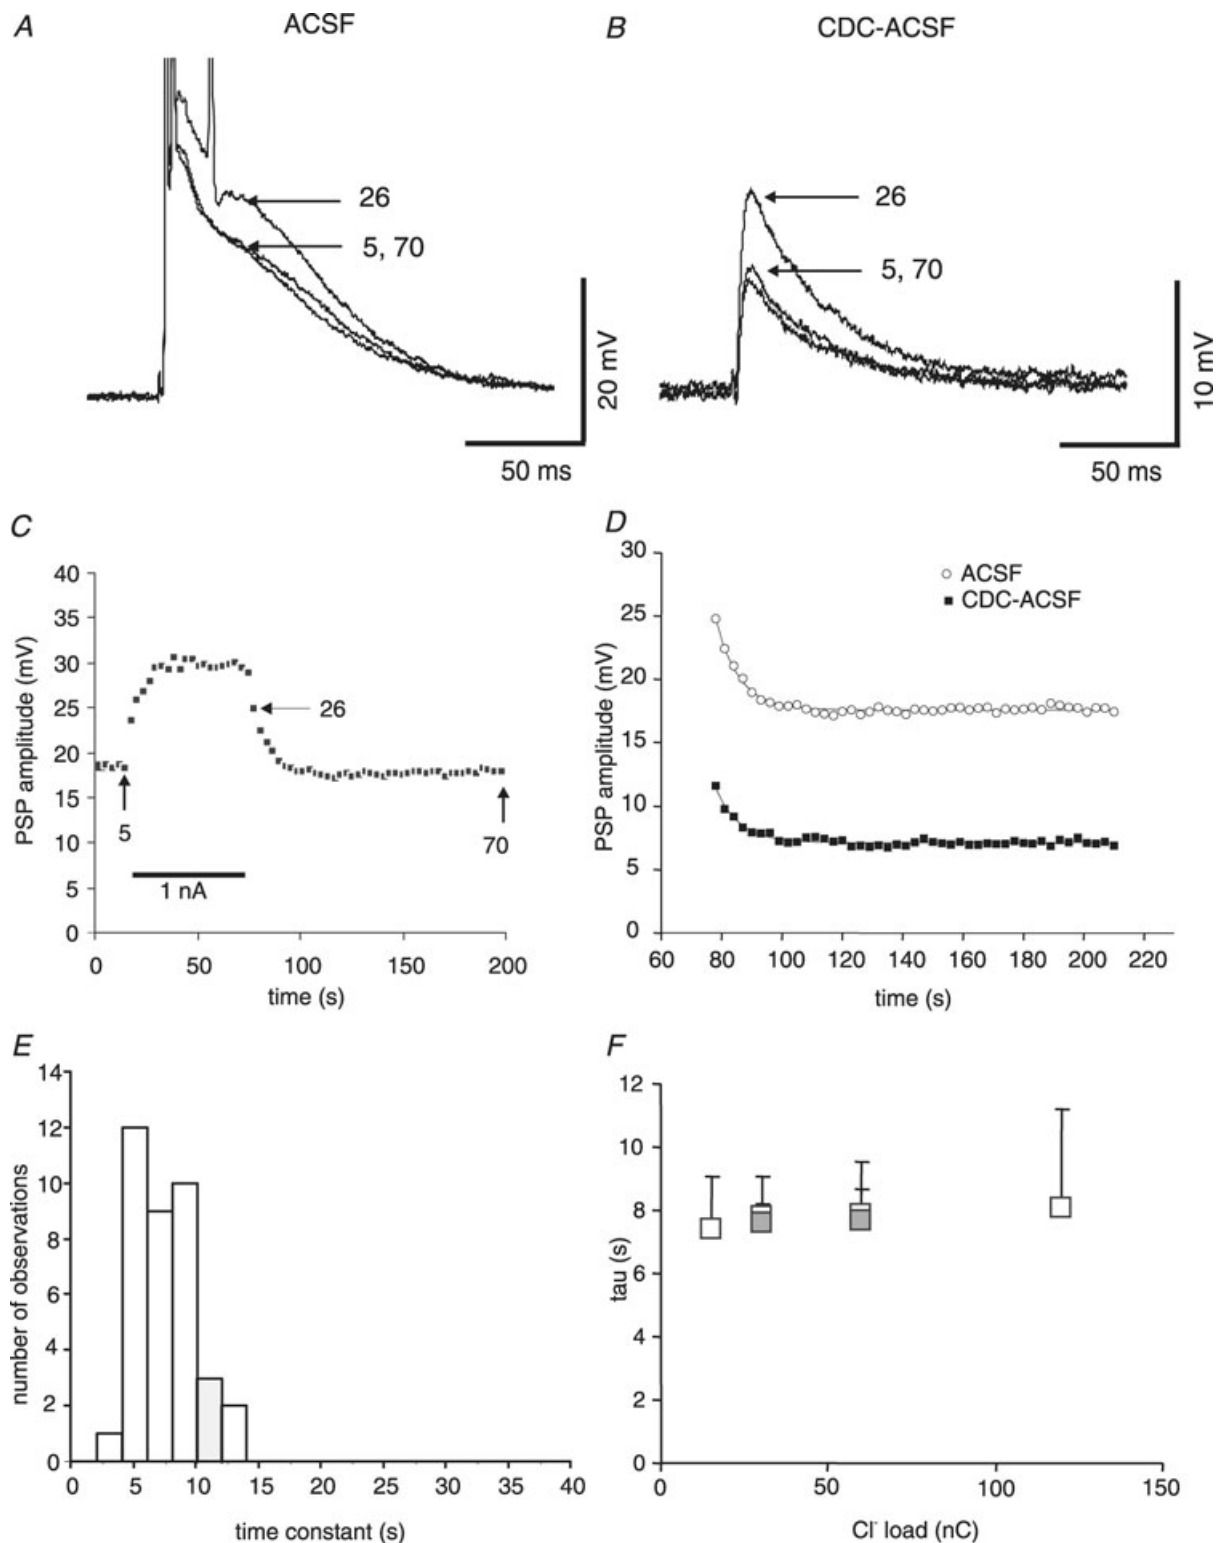 A
ACSF
26
5, 70
20 mV
50 ms
B
CDC-ACSF
26
5, 70
10 mV
50 ms
C
PSP amplitude (mV)
40
35
30
25
20
15
10
5
0
26
5
70
1 nA
0 50 100 150 200
time (s)
D
PSP amplitude (mV)
30
25
20
15
10
5
0
ACSF
CDC-ACSF
60 80 100 120 140 160 180 200 220
time (s)
E
number of observations
14
12
10
8
6
4
2
0
0 5 10 15 20 25 30 35 40
time constant (s)
F
tau (s)
12
10
8
6
4
2
0
0 50 100 150
Cl⁻ load (nC)